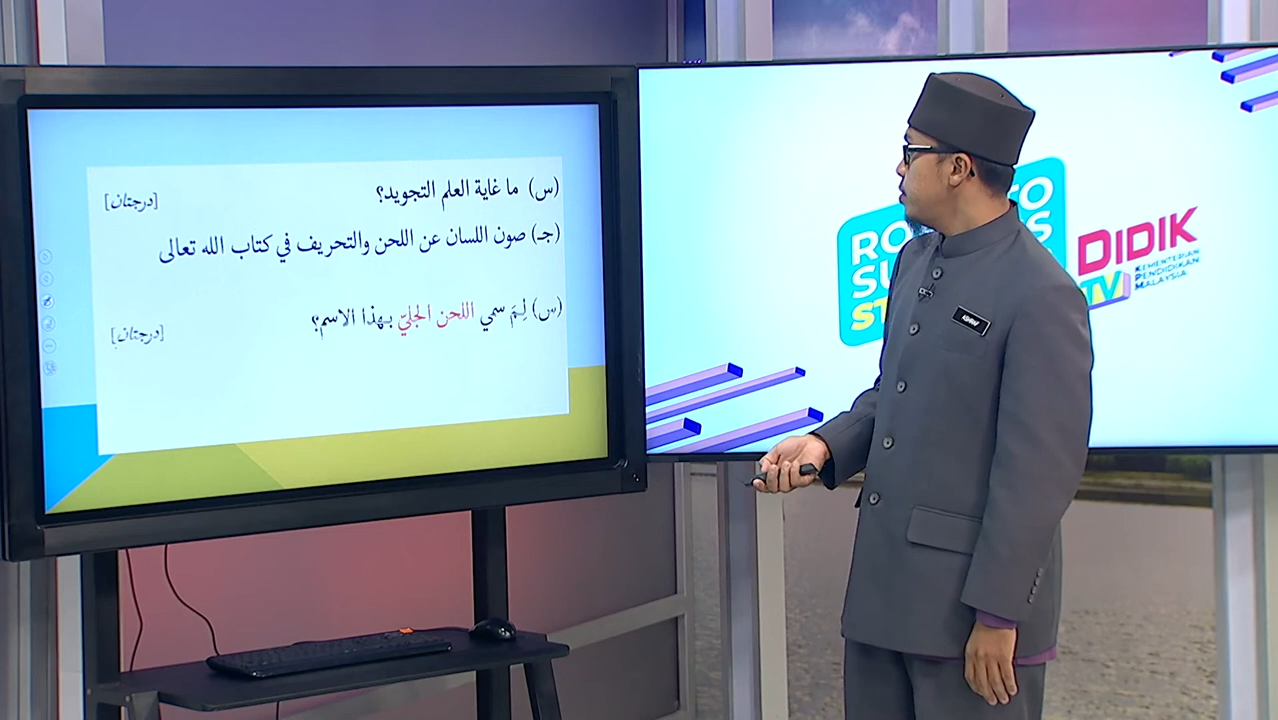 (س) ما غاية العلم التجويد؟ [درجتان]
(جـ) صون اللسان عن اللحن والتحريف في كتاب الله تعالى
(س) لِمَ سمي اللحن الجليّ بهذا الاسم؟ [درجتان]
DIDIK
TV
KEMENTERIAN
PENDIDIKAN
MALAYSIA
ASHRAF